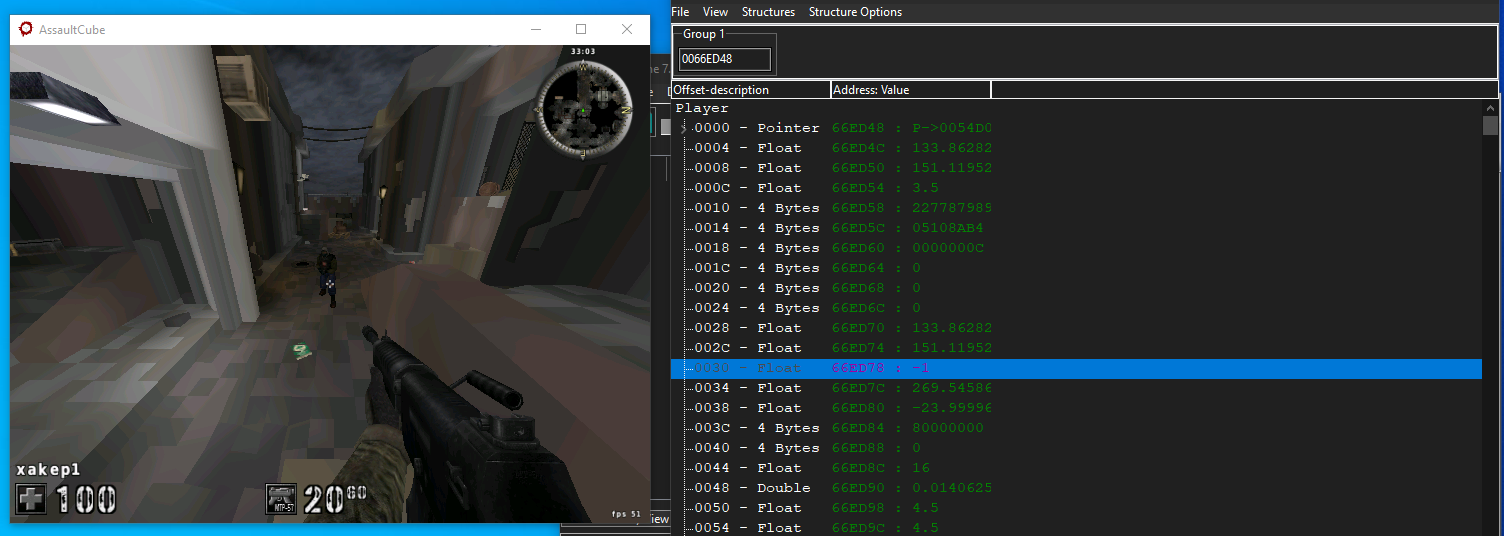 AssaultCube
33:03
xakep1
100
MTP-57
20 60
fps 51
File View Structures Structure Options
Group 1
0066ED48
Offset-description Address: Value
Player
0000 - Pointer 66ED48 : P->0054D0
0004 - Float 66ED4C : 133.86282
0008 - Float 66ED50 : 151.11952
000C - Float 66ED54 : 3.5
0010 - 4 Bytes 66ED58 : 227787989
0014 - 4 Bytes 66ED5C : 05108AB4
0018 - 4 Bytes 66ED60 : 0000000C
001C - 4 Bytes 66ED64 : 0
0020 - 4 Bytes 66ED68 : 0
0024 - 4 Bytes 66ED6C : 0
0028 - Float 66ED70 : 133.86282
002C - Float 66ED74 : 151.11952
0030 - Float 66ED78 : -1
0034 - Float 66ED7C : 269.54586
0038 - Float 66ED80 : -23.99996
003C - 4 Bytes 66ED84 : 80000000
0040 - 4 Bytes 66ED88 : 0
0044 - Float 66ED8C : 16
0048 - Double 66ED90 : 0.0140625
0050 - Float 66ED98 : 4.5
0054 - Float 66ED9C : 4.5